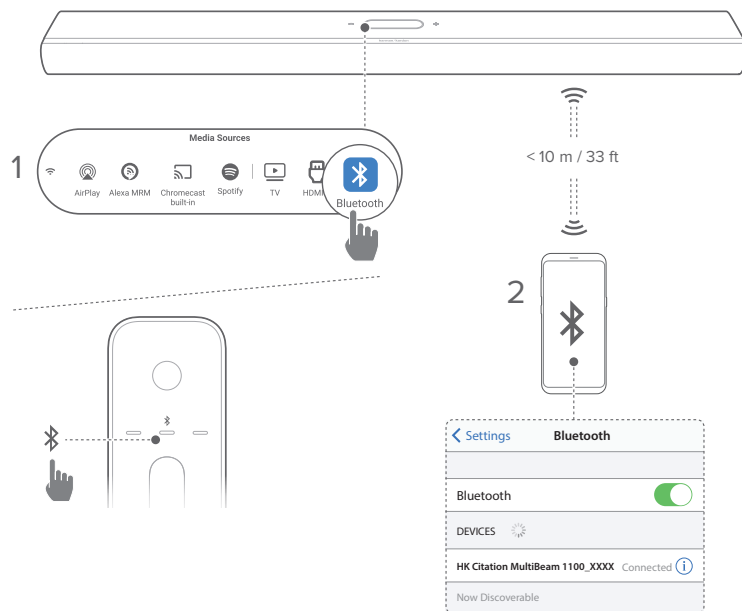 Media Sources
1
AirPlay
Alexa MRM
Chromecast
built-in
Spotify
TV
HDMI
Bluetooth
< 10 m / 33 ft
2
Settings
Bluetooth
Bluetooth
DEVICES
HK Citation MultiBeam 1100_XXXX Connected
Now Discoverable